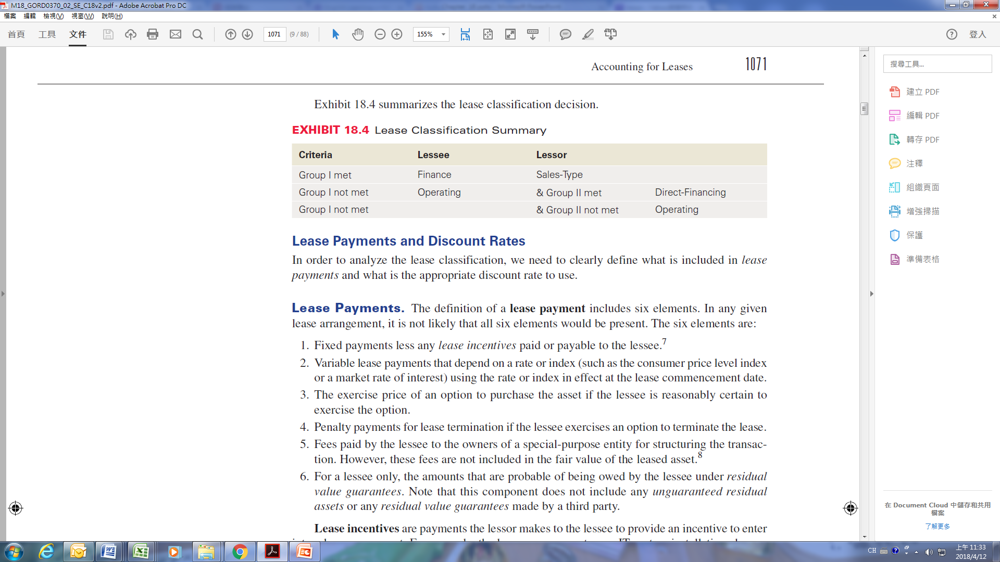 M18_GORD0370_02_SE_C18v2.pdf - Adobe Acrobat Pro DC
檔案 編輯 檢視(V) 視窗(W) 說明(H)
首頁 工具 文件 1071 (9 / 88) 155% 登入
Accounting for Leases 1071
Exhibit 18.4 summarizes the lease classification decision.
EXHIBIT 18.4 Lease Classification Summary
Criteria Lessee Lessor
Group I met Finance Sales-Type
Group I not met Operating & Group II met Direct-Financing
Group I not met & Group II not met Operating
Lease Payments and Discount Rates
In order to analyze the lease classification, we need to clearly define what is included in lease
payments and what is the appropriate discount rate to use.
Lease Payments. The definition of a lease payment includes six elements. In any given
lease arrangement, it is not likely that all six elements would be present. The six elements are:
1. Fixed payments less any lease incentives paid or payable to the lessee.7
2. Variable lease payments that depend on a rate or index (such as the consumer price level index
or a market rate of interest) using the rate or index in effect at the lease commencement date.
3. The exercise price of an option to purchase the asset if the lessee is reasonably certain to
exercise the option.
4. Penalty payments for lease termination if the lessee exercises an option to terminate the lease.
5. Fees paid by the lessee to the owners of a special-purpose entity for structuring the transac-
tion. However, these fees are not included in the fair value of the leased asset.8
6. For a lessee only, the amounts that are probable of being owed by the lessee under residual
value guarantees. Note that this component does not include any unguaranteed residual
assets or any residual value guarantees made by a third party.
Lease incentives are payments the lessor makes to the lessee to provide an incentive to enter
搜尋工具...
建立 PDF
編輯 PDF
轉存 PDF
注釋
組織頁面
增強掃描
保護
準備表格
在 Document Cloud 中儲存和共用
檔案
了解更多
CH
上午 11:33
2018/4/12